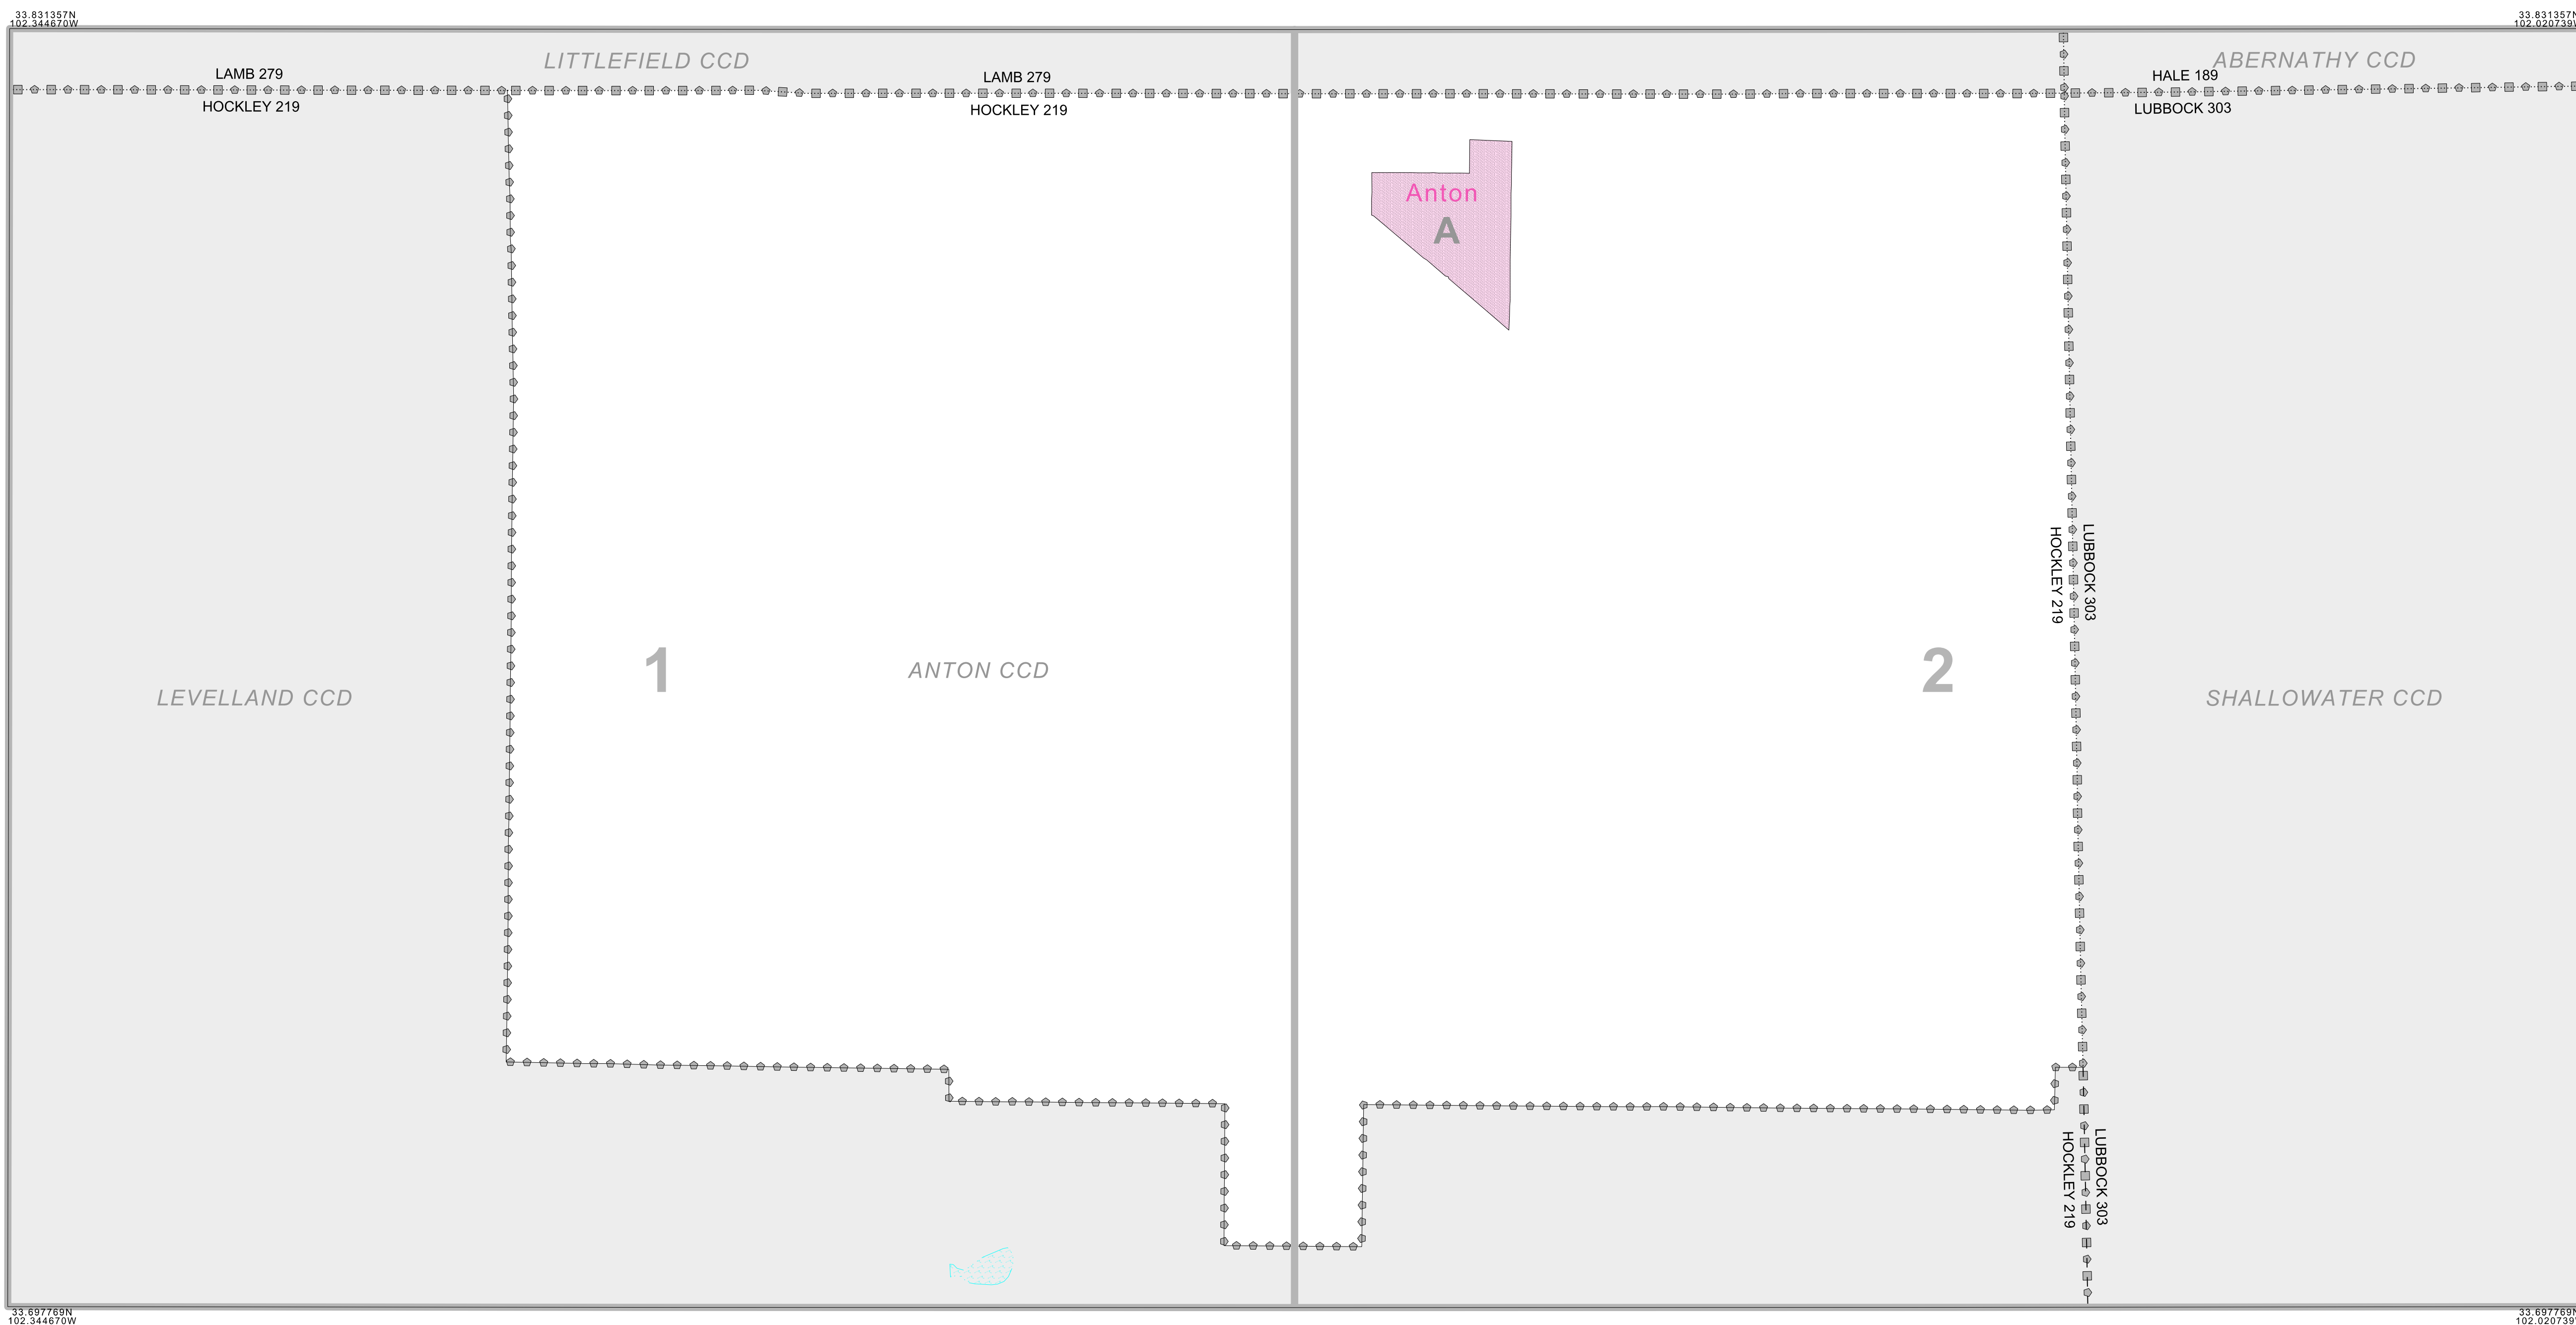 33.831357N
102.344670W
33.831357N
102.020739W
LITTLEFIELD CCD
ABERNATHY CCD
LAMB 279
HOCKLEY 219
LAMB 279
HOCKLEY 219
HALE 189
LUBBOCK 303
Anton
A
HOCKLEY 219
LUBBOCK 303
1
ANTON CCD
2
LEVELLAND CCD
SHALLOWATER CCD
HOCKLEY 219
LUBBOCK 303
33.697769N
102.344670W
33.697769N
102.020739